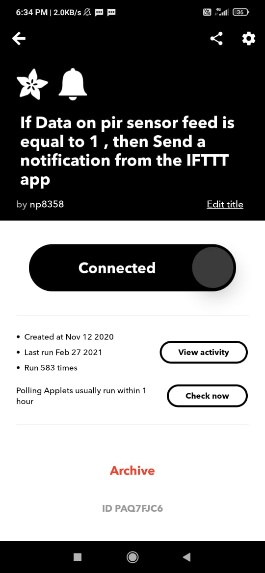 6:34 PM | 2.0KB/s
If Data on pir sensor feed is
equal to 1 , then Send a
notification from the IFTTT
app
by np8358
Edit title
Connected
• Created at Nov 12 2020
• Last run Feb 27 2021
• Run 583 times
View activity
Polling Applets usually run within 1
hour
Check now
Archive
ID PAQ7FJC6